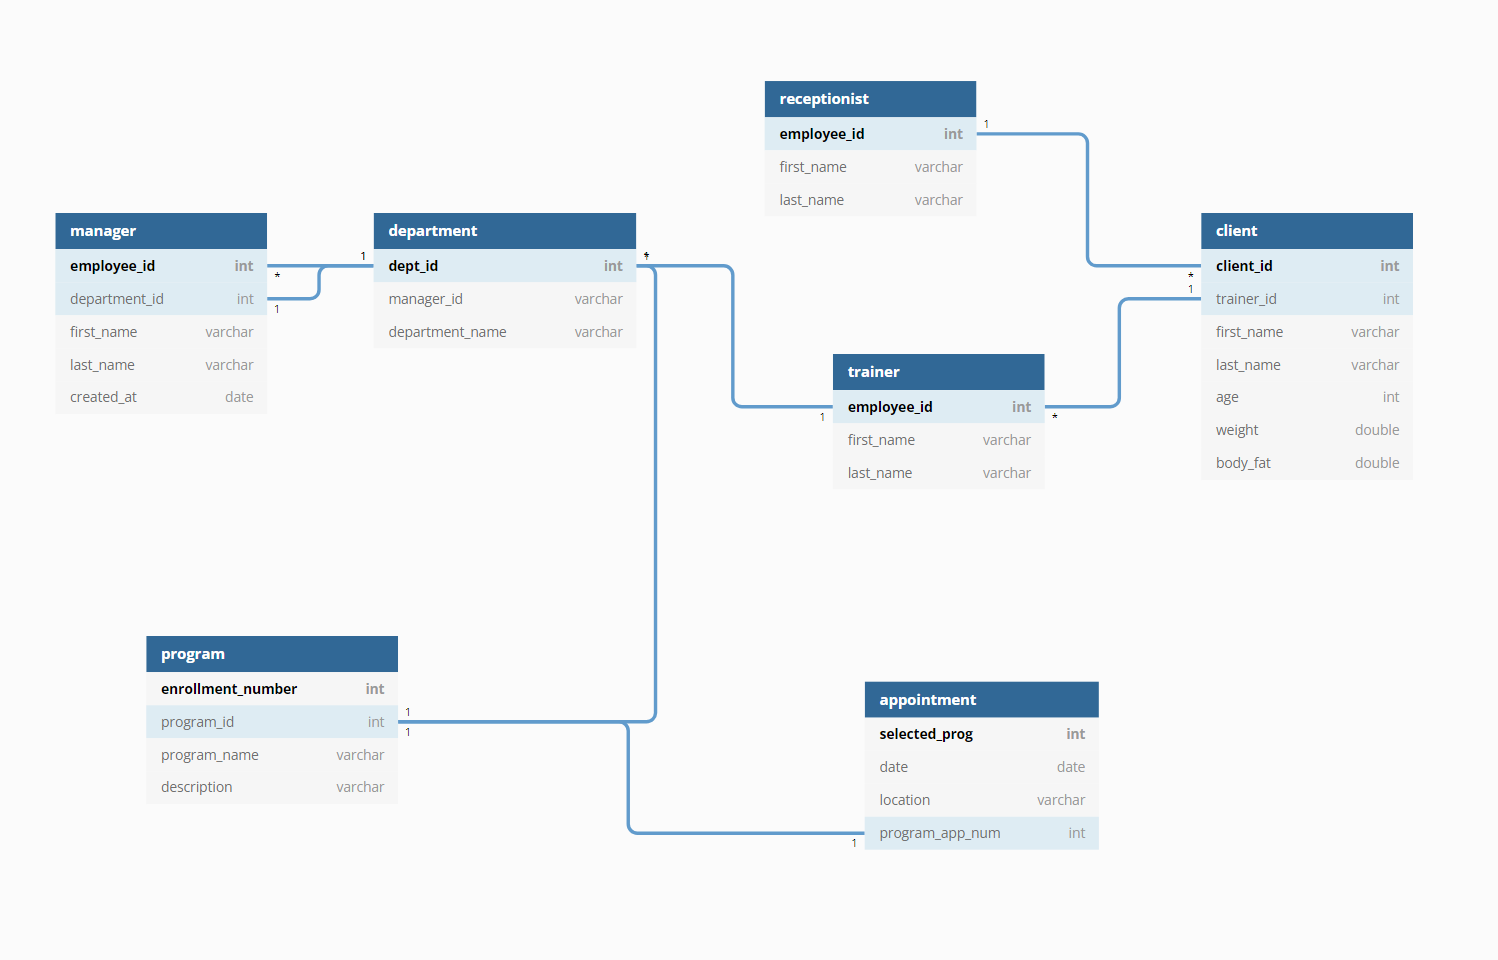 receptionist
employee_id int
first_name varchar
last_name varchar
1
manager
employee_id int
department_id int
first_name varchar
last_name varchar
created_at date
*
1
1
department
dept_id int
manager_id varchar
department_name varchar
*
client
client_id int
trainer_id int
first_name varchar
last_name varchar
age int
weight double
body_fat double
*
1
trainer
employee_id int
first_name varchar
last_name varchar
1
*
program
enrollment_number int
program_id int
program_name varchar
description varchar
1
1
appointment
selected_prog int
date date
location varchar
program_app_num int
1